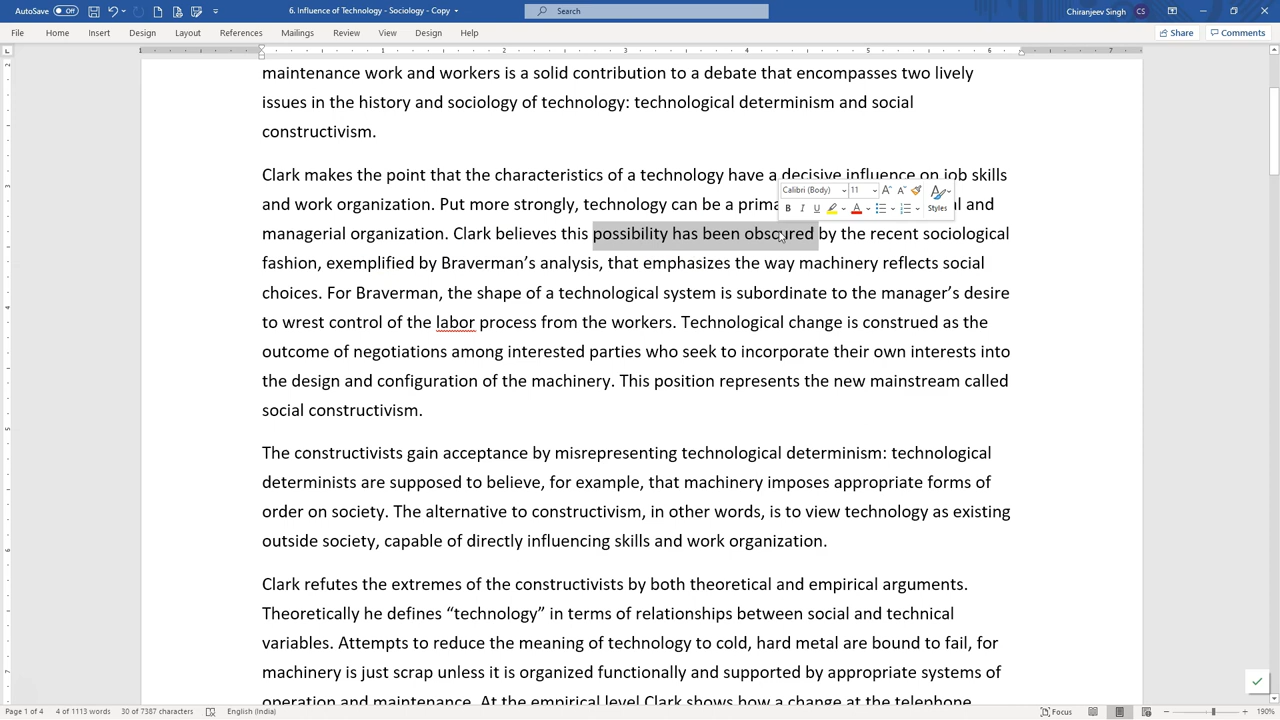 AutoSave Off 6. Influence of Technology - Sociology - Copy Search Chiranjeev Singh CS
File Home Insert Design Layout References Mailings Review View Design Help Share Comments
1 1 2 3 4 5 6 7
maintenance work and workers is a solid contribution to a debate that encompasses two lively
issues in the history and sociology of technology: technological determinism and social
constructivism.
Clark makes the point that the characteristics of a technology have a decisive influence on job skills
Calibri (Body) 11
and work organization. Put more strongly, technology can be a prima and
B I U A Styles
managerial organization. Clark believes this possibility has been obscured by the recent sociological
fashion, exemplified by Braverman’s analysis, that emphasizes the way machinery reflects social
choices. For Braverman, the shape of a technological system is subordinate to the manager’s desire
to wrest control of the labor process from the workers. Technological change is construed as the
outcome of negotiations among interested parties who seek to incorporate their own interests into
the design and configuration of the machinery. This position represents the new mainstream called
social constructivism.
The constructivists gain acceptance by misrepresenting technological determinism: technological
determinists are supposed to believe, for example, that machinery imposes appropriate forms of
order on society. The alternative to constructivism, in other words, is to view technology as existing
outside society, capable of directly influencing skills and work organization.
Clark refutes the extremes of the constructivists by both theoretical and empirical arguments.
Theoretically he defines “technology” in terms of relationships between social and technical
variables. Attempts to reduce the meaning of technology to cold, hard metal are bound to fail, for
machinery is just scrap unless it is organized functionally and supported by appropriate systems of
operation and maintenance. At the empirical level Clark shows how a change at the telephone
Page 1 of 4 4 of 1113 words 30 of 7387 characters English (India) Focus 190%